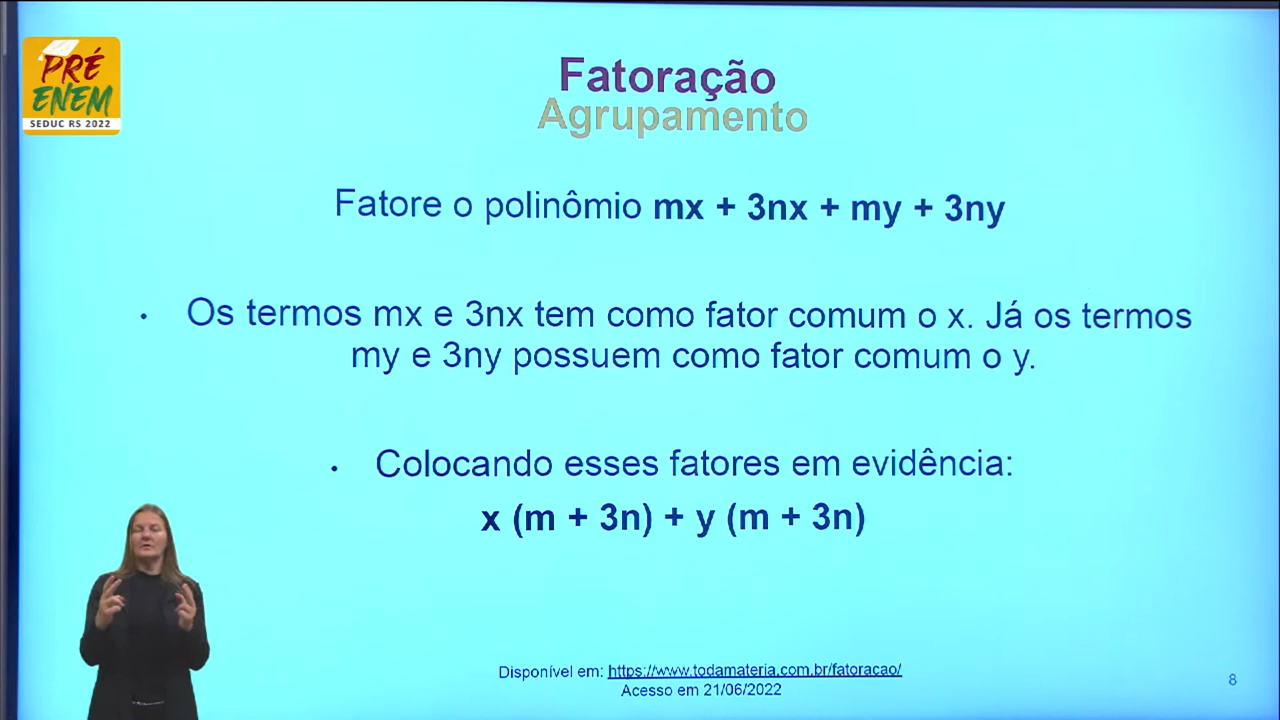 PRÉ
ENEM
SEDUC RS 2022
Fatoração
Agrupamento
Fatore o polinômio mx + 3nx + my + 3ny
• Os termos mx e 3nx tem como fator comum o x. Já os termos
my e 3ny possuem como fator comum o y.
• Colocando esses fatores em evidência:
x (m + 3n) + y (m + 3n)
Disponível em: https://www.todamateria.com.br/fatoracao/
Acesso em 21/06/2022
8